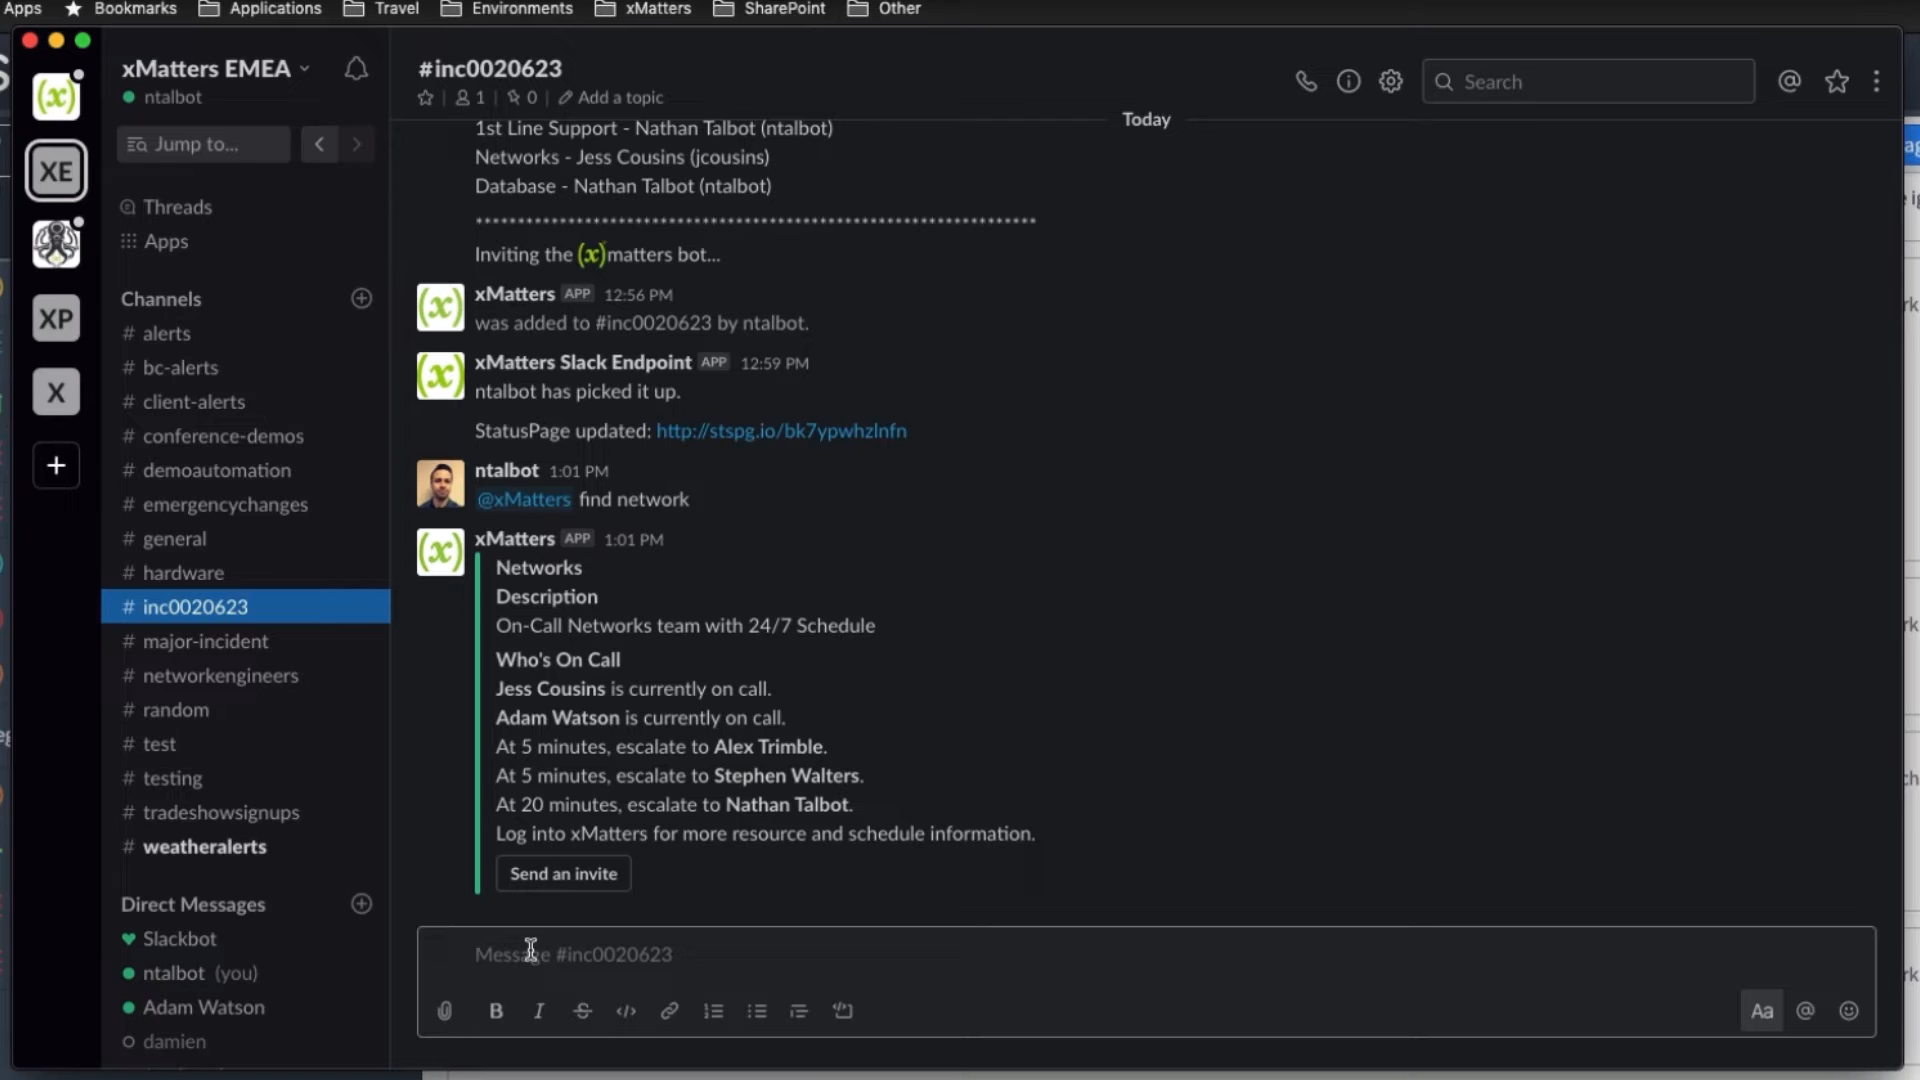 Apps Bookmarks Applications Travel Environments xMatters SharePoint Other
xMatters EMEA
ntalbot
Jump to...
XE
XP
X
Threads
Apps
Channels
# alerts
# bc-alerts
# client-alerts
# conference-demos
# demoautomation
# emergencychanges
# general
# hardware
# inc0020623
# major-incident
# networkengineers
# random
# test
# testing
# tradeshowsignups
# weatheralerts
Direct Messages
Slackbot
ntalbot (you)
Adam Watson
damien
#inc0020623
1 | 0 | Add a topic
Search
Today
1st Line Support - Nathan Talbot (ntalbot)
Networks - Jess Cousins (jcousins)
Database - Nathan Talbot (ntalbot)
********************************************************************
Inviting the (x)matters bot...
xMatters APP 12:56 PM
was added to #inc0020623 by ntalbot.
xMatters Slack Endpoint APP 12:59 PM
ntalbot has picked it up.
StatusPage updated: http://stspg.io/bk7ypwhzlnfn
ntalbot 1:01 PM
@xMatters find network
xMatters APP 1:01 PM
Networks
Description
On-Call Networks team with 24/7 Schedule
Who's On Call
Jess Cousins is currently on call.
Adam Watson is currently on call.
At 5 minutes, escalate to Alex Trimble.
At 5 minutes, escalate to Stephen Walters.
At 20 minutes, escalate to Nathan Talbot.
Log into xMatters for more resource and schedule information.
Send an invite
Message #inc0020623
B I S Aa @